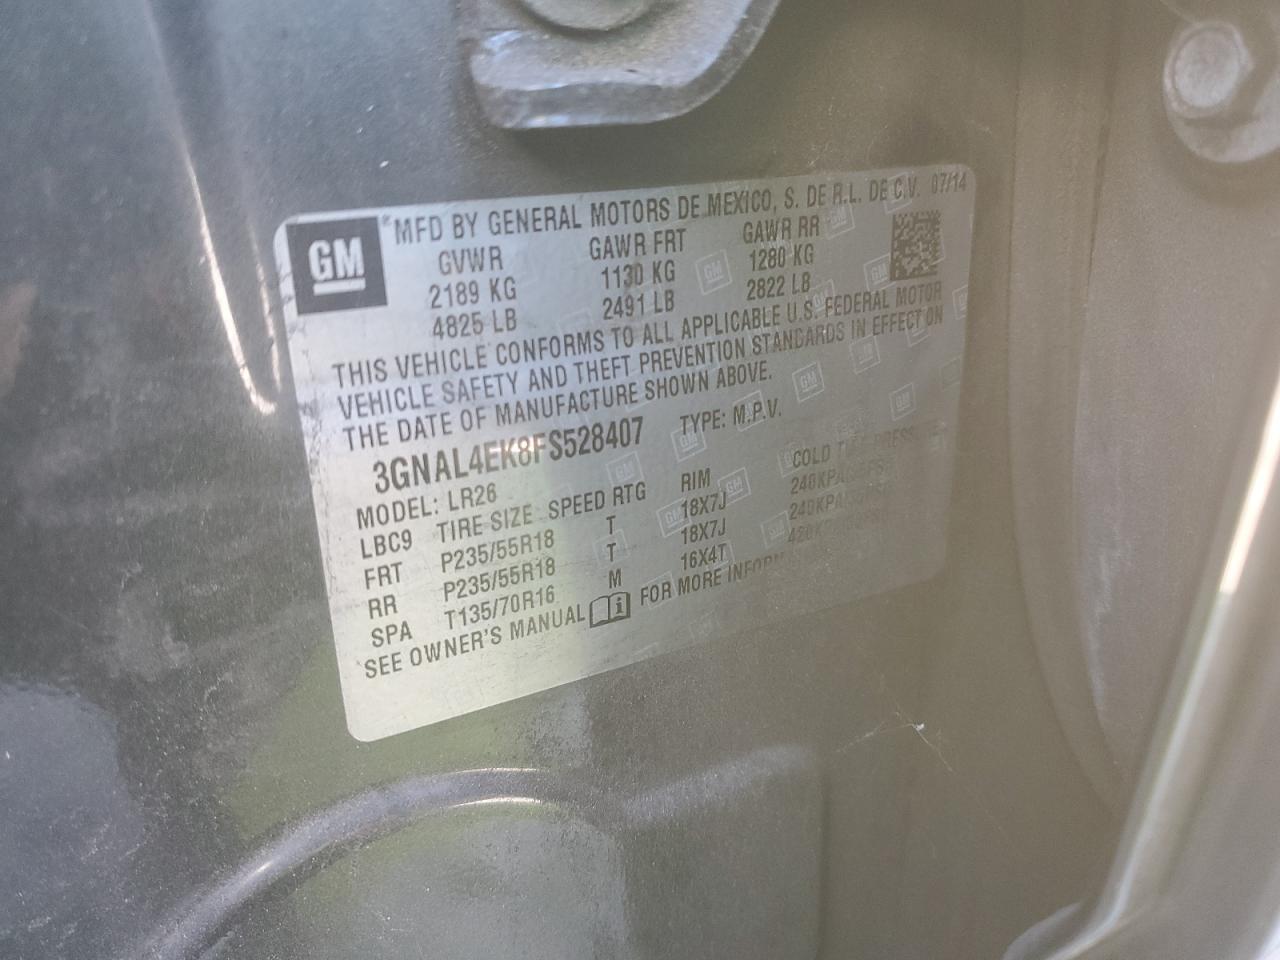 GM
MFD BY GENERAL MOTORS DE MEXICO, S. DE R.L. DE C.V. 07/14
GVWR GAWR FRT GAWR RR
2189 KG 1130 KG 1280 KG
4825 LB 2491 LB 2822 LB
THIS VEHICLE CONFORMS TO ALL APPLICABLE U.S. FEDERAL MOTOR
VEHICLE SAFETY AND THEFT PREVENTION STANDARDS IN EFFECT ON
THE DATE OF MANUFACTURE SHOWN ABOVE.
3GNAL4EK8FS528407 TYPE: M.P.V.
MODEL: LR26
LBC9 TIRE SIZE SPEED RTG RIM COLD TIRE PRESS
FRT P235/55R18 T 18X7J 240KPA
RR P235/55R18 T 18X7J 240KPA
SPA T135/70R16 M 16X4T
SEE OWNER'S MANUAL FOR MORE